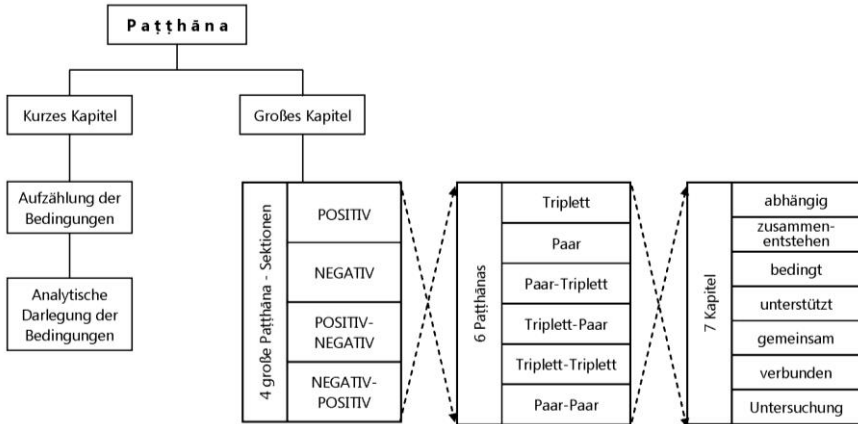 Paṭṭhāna
Kurzes Kapitel
Großes Kapitel
Aufzählung der
Bedingungen
Analytische
Darlegung der
Bedingungen
4 große Paṭṭhāna - Sektionen
POSITIV
NEGATIV
POSITIV-
NEGATIV
NEGATIV-
POSITIV
6 Paṭṭhānas
Triplett
Paar
Paar-Triplett
Triplett-Paar
Triplett-Triplett
Paar-Paar
7 Kapitel
abhängig
zusammen-
entstehen
bedingt
unterstützt
gemeinsam
verbunden
Untersuchung